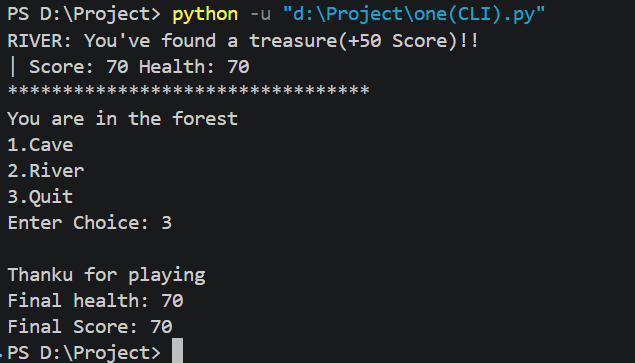 PS D:\Project> python -u "d:\Project\one(CLI).py"
RIVER: You've found a treasure(+50 Score)!!
| Score: 70 Health: 70
*********************************
You are in the forest
1.Cave
2.River
3.Quit
Enter Choice: 3
Thanku for playing
Final health: 70
Final Score: 70
PS D:\Project>